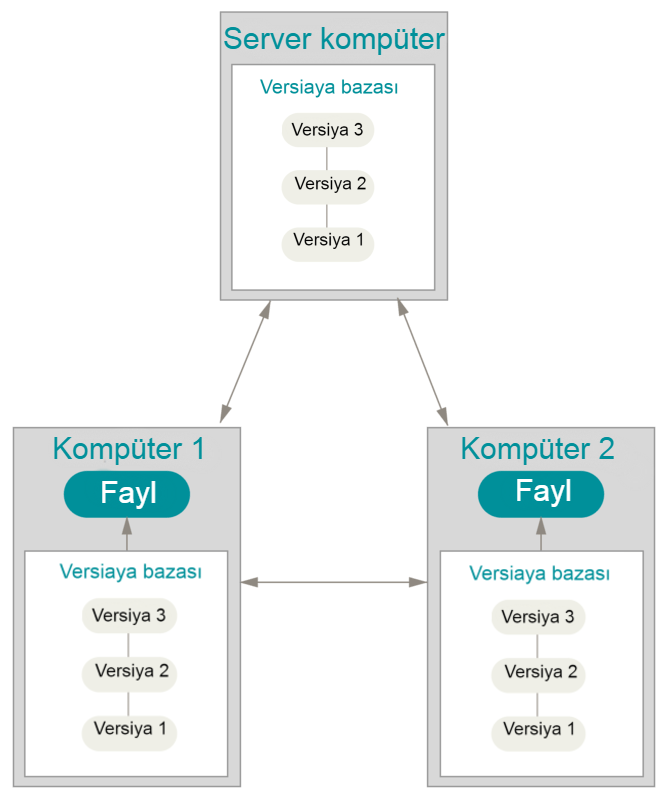 Server kompüter
Versiaya bazası
Versiya 3
Versiya 2
Versiya 1
Kompüter 1
Fayl
Versiaya bazası
Versiya 3
Versiya 2
Versiya 1
Kompüter 2
Fayl
Versiaya bazası
Versiya 3
Versiya 2
Versiya 1